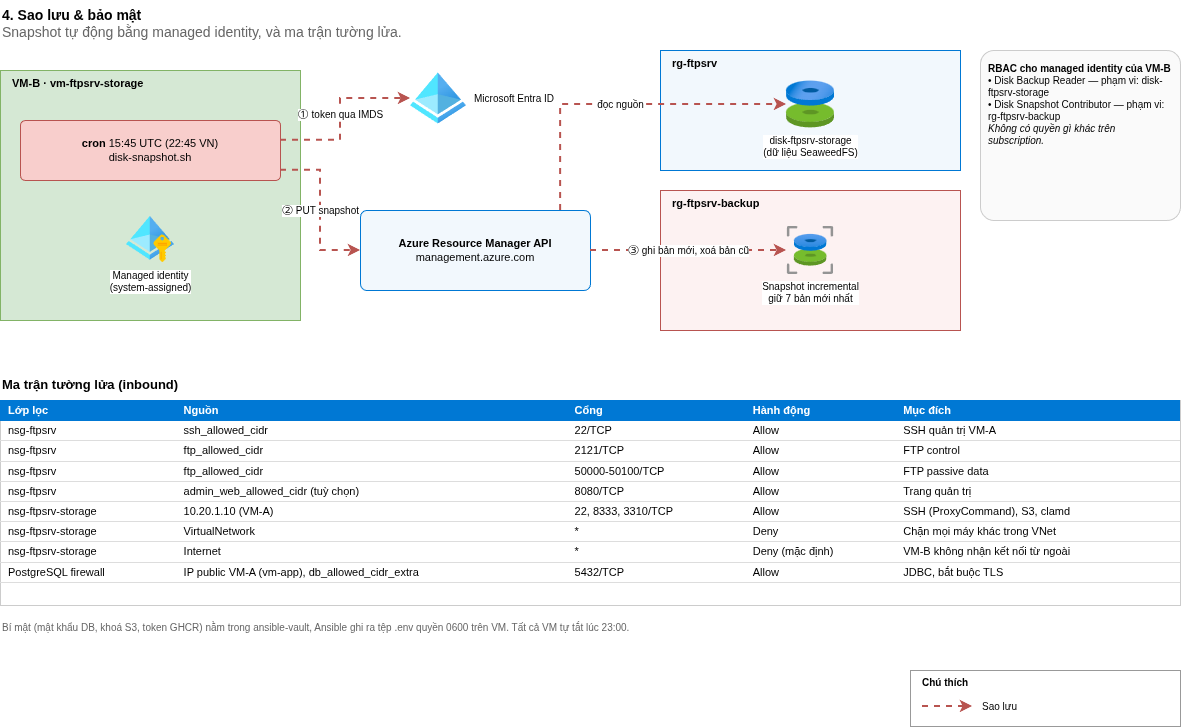 4. Sao lưu & bảo mật
Snapshot tự động bằng managed identity, và ma trận tường lửa.
VM-B · vm-ftpsrv-storage
cron 15:45 UTC (22:45 VN)
disk-snapshot.sh
Managed identity
(system-assigned)
① token qua IMDS
② PUT snapshot
Microsoft Entra ID
Azure Resource Manager API
management.azure.com
đọc nguồn
③ ghi bản mới, xoá bản cũ
rg-ftpsrv
disk-ftpsrv-storage
(dữ liệu SeaweedFS)
rg-ftpsrv-backup
Snapshot incremental
giữ 7 bản mới nhất
RBAC cho managed identity của VM-B
• Disk Backup Reader — phạm vi: disk-
ftpsrv-storage
• Disk Snapshot Contributor — phạm vi:
rg-ftpsrv-backup
Không có quyền gì khác trên
subscription.
Ma trận tường lửa (inbound)
Lớp lọc Nguồn Cổng Hành động Mục đích
nsg-ftpsrv ssh_allowed_cidr 22/TCP Allow SSH quản trị VM-A
nsg-ftpsrv ftp_allowed_cidr 2121/TCP Allow FTP control
nsg-ftpsrv ftp_allowed_cidr 50000-50100/TCP Allow FTP passive data
nsg-ftpsrv admin_web_allowed_cidr (tuỳ chọn) 8080/TCP Allow Trang quản trị
nsg-ftpsrv-storage 10.20.1.10 (VM-A) 22, 8333, 3310/TCP Allow SSH (ProxyCommand), S3, clamd
nsg-ftpsrv-storage VirtualNetwork * Deny Chặn mọi máy khác trong VNet
nsg-ftpsrv-storage Internet * Deny (mặc định) VM-B không nhận kết nối từ ngoài
PostgreSQL firewall IP public VM-A (vm-app), db_allowed_cidr_extra 5432/TCP Allow JDBC, bắt buộc TLS
Bí mật (mật khẩu DB, khoá S3, token GHCR) nằm trong ansible-vault, Ansible ghi ra tệp .env quyền 0600 trên VM. Tất cả VM tự tắt lúc 23:00.
Chú thích
Sao lưu